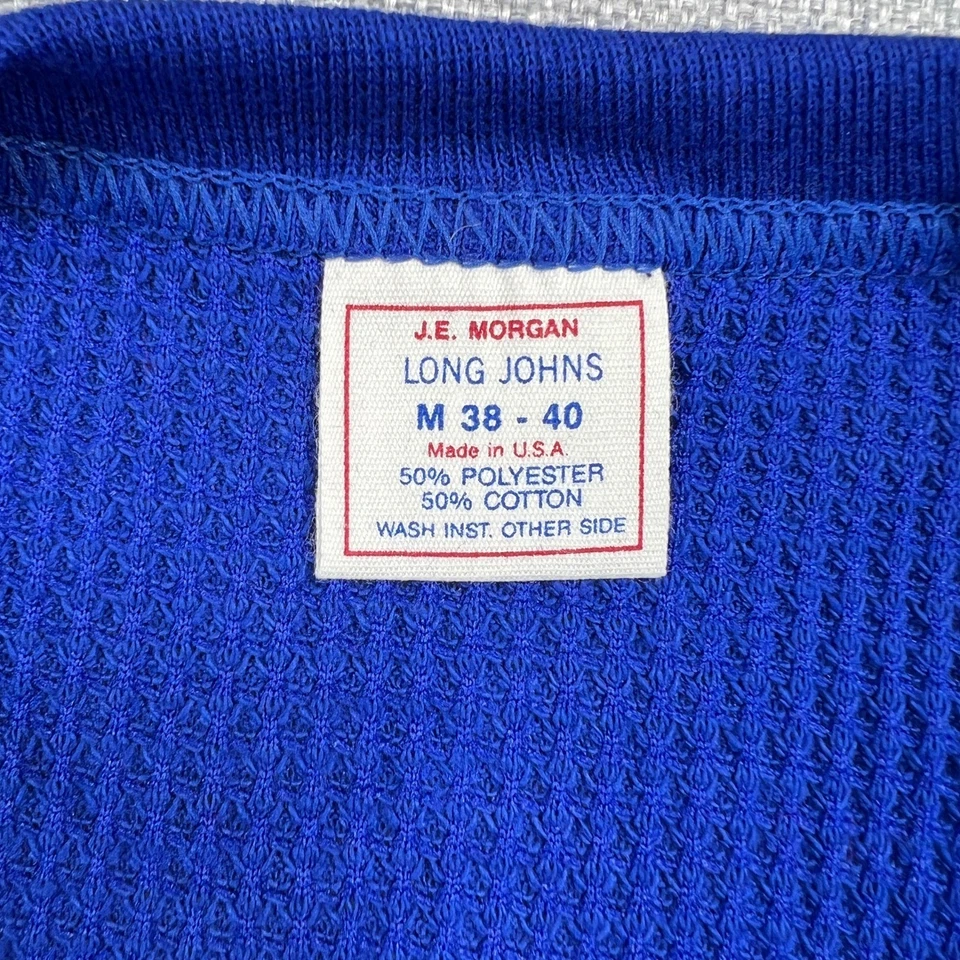 J.E. MORGAN
LONG JOHNS
M 38 - 40
Made in U.S.A.
50% POLYESTER
50% COTTON
WASH INST. OTHER SIDE